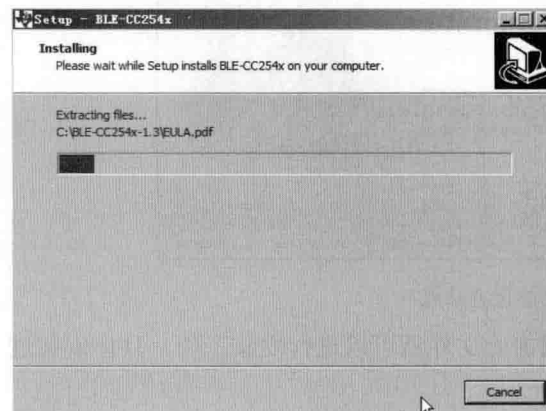 Setup - BLE-CC254x
Installing
Please wait while Setup installs BLE-CC254x on your computer.
Extracting files...
C:\BLE-CC254x-1.3\EULA.pdf
Cancel